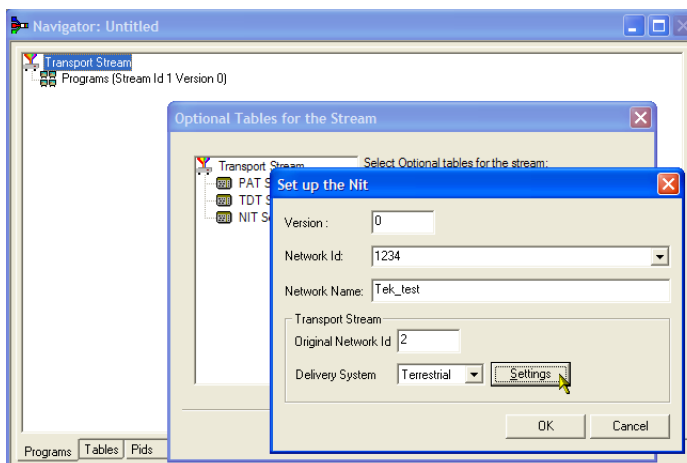 Navigator: Untitled
Transport Stream
Programs (Stream Id 1 Version 0)
Optional Tables for the Stream
Transport Stream
Select Optional tables for the stream:
PAT S
TDT S
NIT Se
Set up the Nit
Version :
0
Network Id:
1234
Network Name:
Tek_test
Transport Stream
Original Network Id
2
Delivery System
Terrestrial
Settings
OK
Cancel
Programs
Tables
Pids